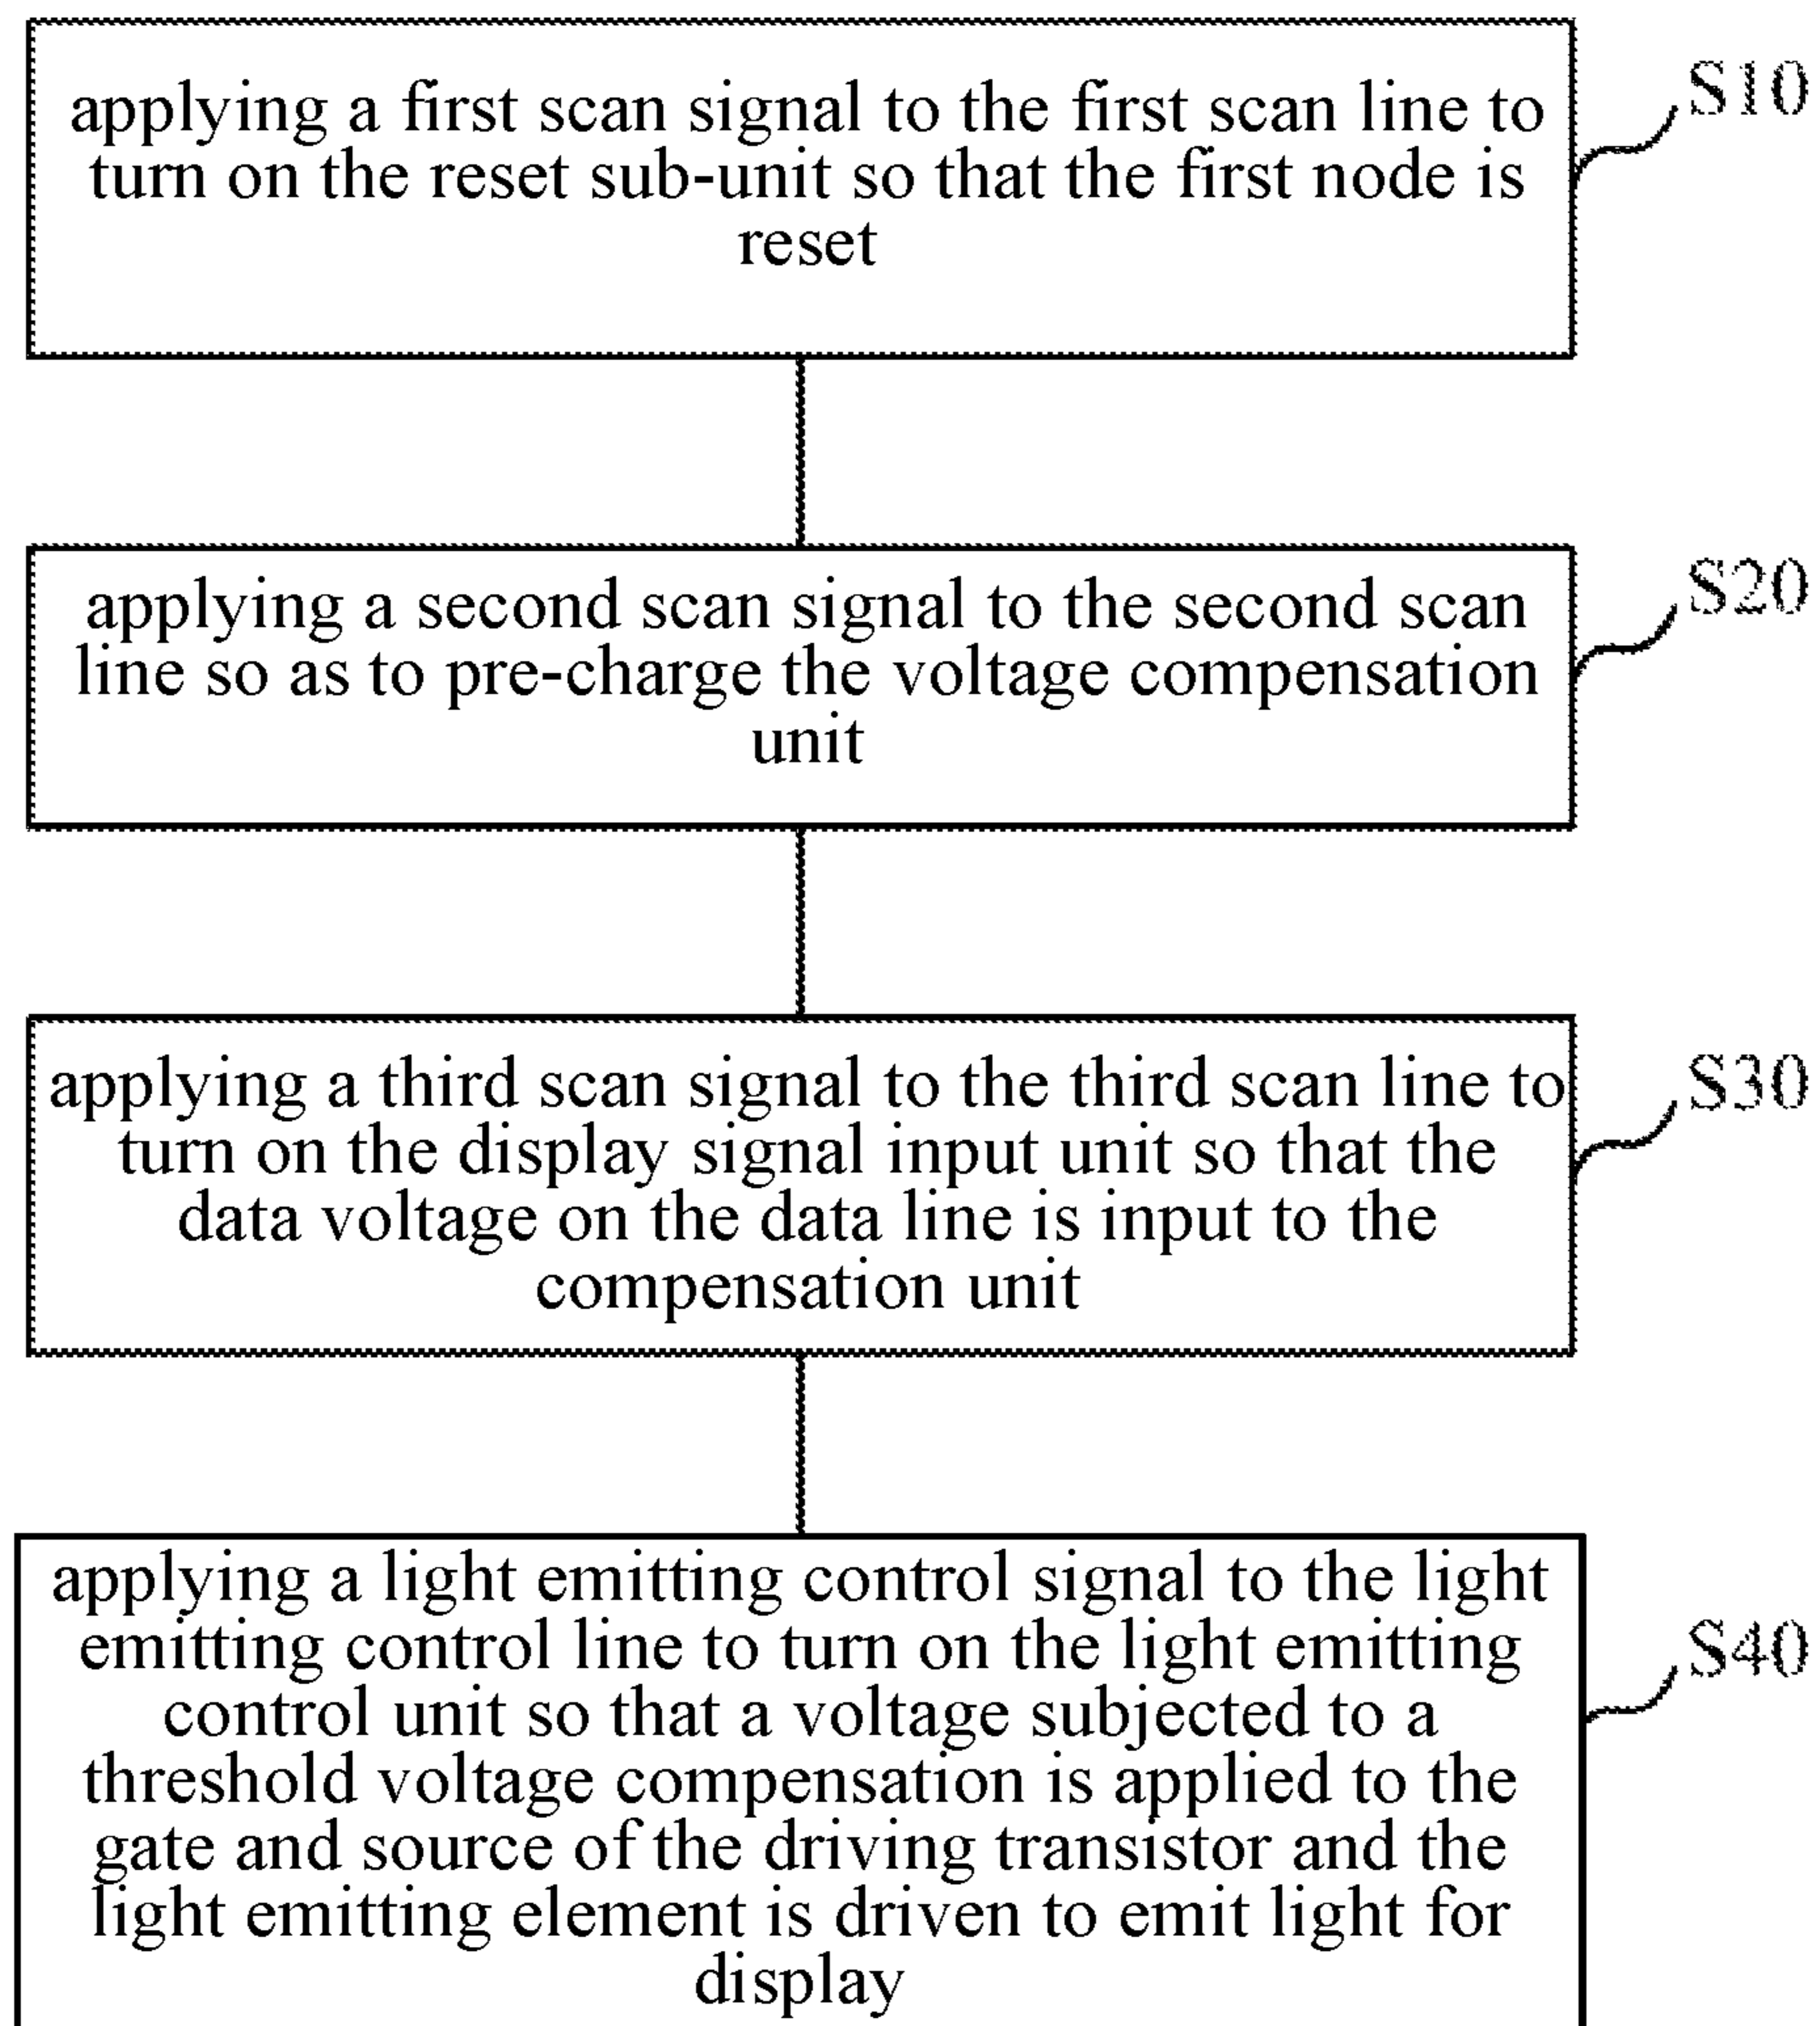 applying a first scan signal to the first scan line to
turn on the reset sub-unit so that the first node is
reset
S10
applying a second scan signal to the second scan
line so as to pre-charge the voltage compensation
unit
S20
applying a third scan signal to the third scan line to
turn on the display signal input unit so that the
data voltage on the data line is input to the
compensation unit
S30
applying a light emitting control signal to the light
emitting control line to turn on the light emitting
control unit so that a voltage subjected to a
threshold voltage compensation is applied to the
gate and source of the driving transistor and the
light emitting element is driven to emit light for
display
S40